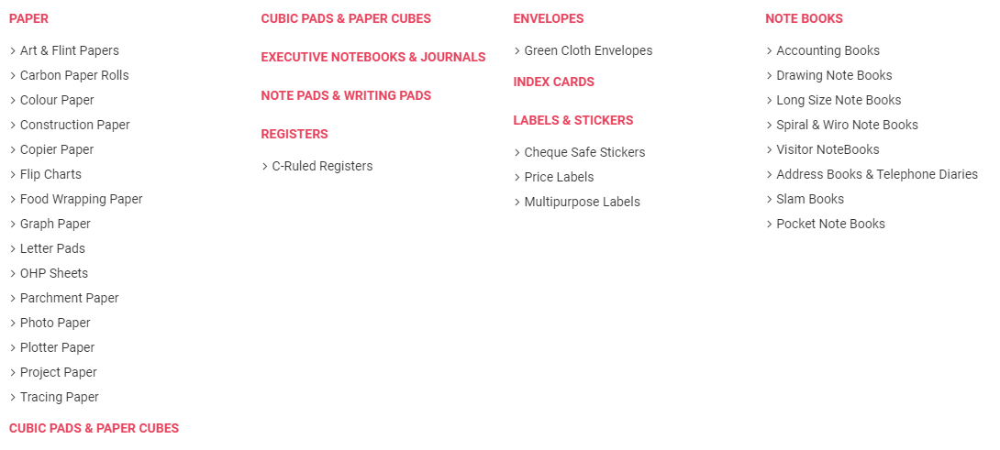 PAPER
Art & Flint Papers
Carbon Paper Rolls
Colour Paper
Construction Paper
Copier Paper
Flip Charts
Food Wrapping Paper
Graph Paper
Letter Pads
OHP Sheets
Parchment Paper
Photo Paper
Plotter Paper
Project Paper
Tracing Paper
CUBIC PADS & PAPER CUBES
CUBIC PADS & PAPER CUBES
EXECUTIVE NOTEBOOKS & JOURNALS
NOTE PADS & WRITING PADS
REGISTERS
C-Ruled Registers
ENVELOPES
Green Cloth Envelopes
INDEX CARDS
LABELS & STICKERS
Cheque Safe Stickers
Price Labels
Multipurpose Labels
NOTE BOOKS
Accounting Books
Drawing Note Books
Long Size Note Books
Spiral & Wiro Note Books
Visitor NoteBooks
Address Books & Telephone Diaries
Slam Books
Pocket Note Books